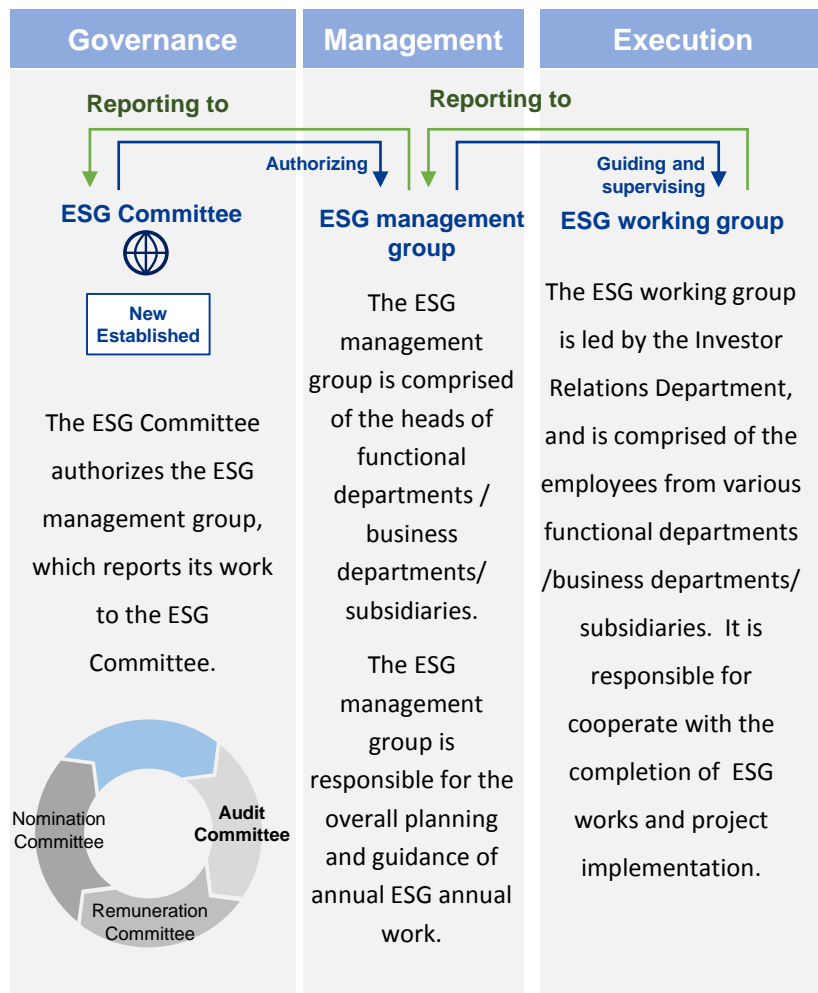 Governance
Reporting to
Authorizing
ESG Committee
New
Established
The ESG Committee
authorizes the ESG
management group,
which reports its work
to the ESG
Committee.
Nomination
Committee
Audit
Committee
Remuneration
Committee
Management
Reporting to
Guiding and
supervising
ESG management
group
The ESG
management
group is comprised
of the heads of
functional
departments /
business
departments/
subsidiaries.
The ESG
management
group is
responsible for the
overall planning
and guidance of
annual ESG annual
work.
Execution
ESG working group
The ESG working group
is led by the Investor
Relations Department,
and is comprised of the
employees from various
functional departments
/business departments/
subsidiaries.  It is
responsible for
cooperate with the
completion of  ESG
works and project
implementation.